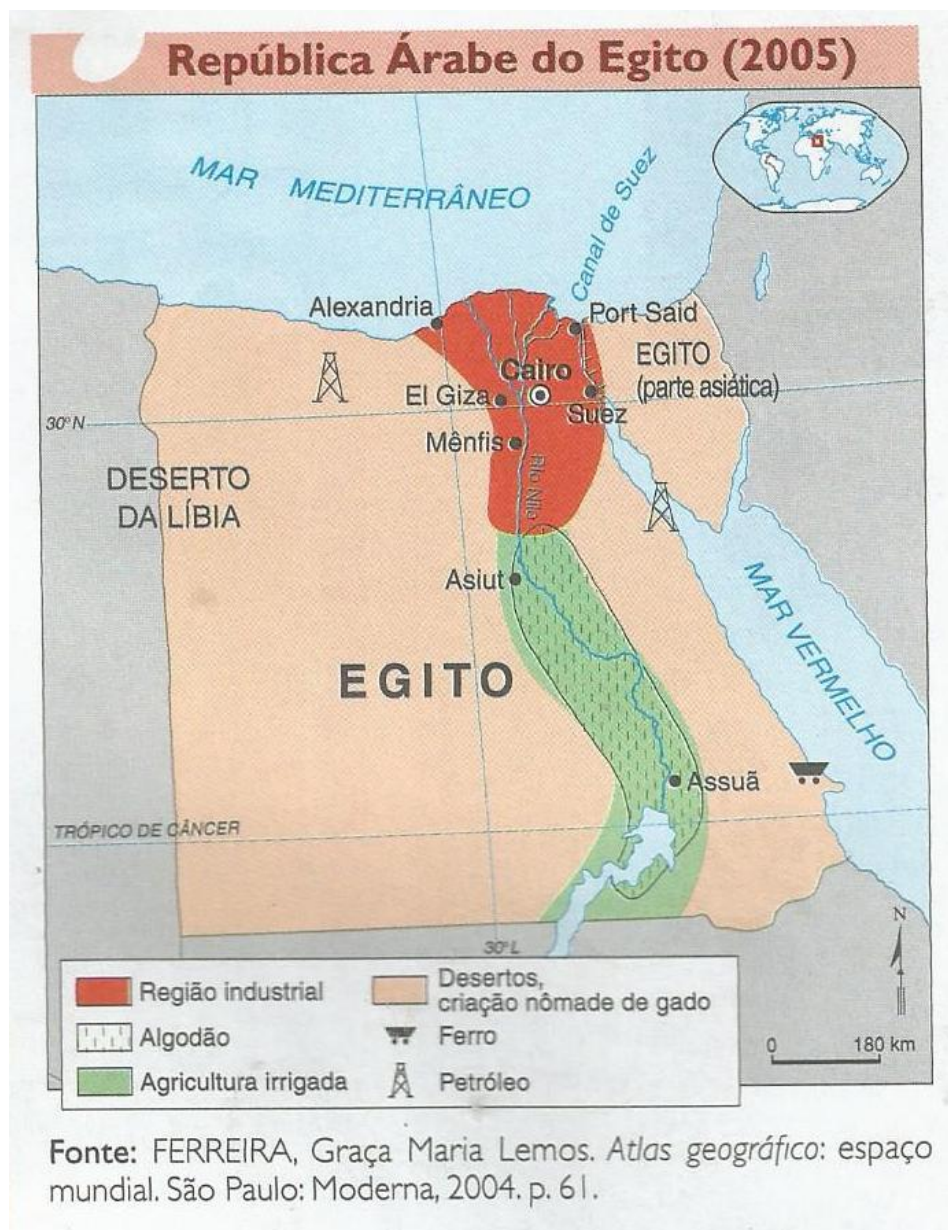 República Árabe do Egito (2005)
MAR MEDITERRÂNEO
Canal de Suez
Alexandria
Port Said
Cairo
EGITO
(parte asiática)
El Giza
Suez
30° N
Mênfis
Rio Nilo
DESERTO
DA LÍBIA
Asiut
MAR VERMELHO
EGITO
Assuã
TRÓPICO DE CÂNCER
30° L
N
Região industrial
Algodão
Agricultura irrigada
Desertos,
criação nômade de gado
Ferro
Petróleo
0 180 km
Fonte: FERREIRA, Graça Maria Lemos. Atlas geográfico: espaço
mundial. São Paulo: Moderna, 2004. p. 61.